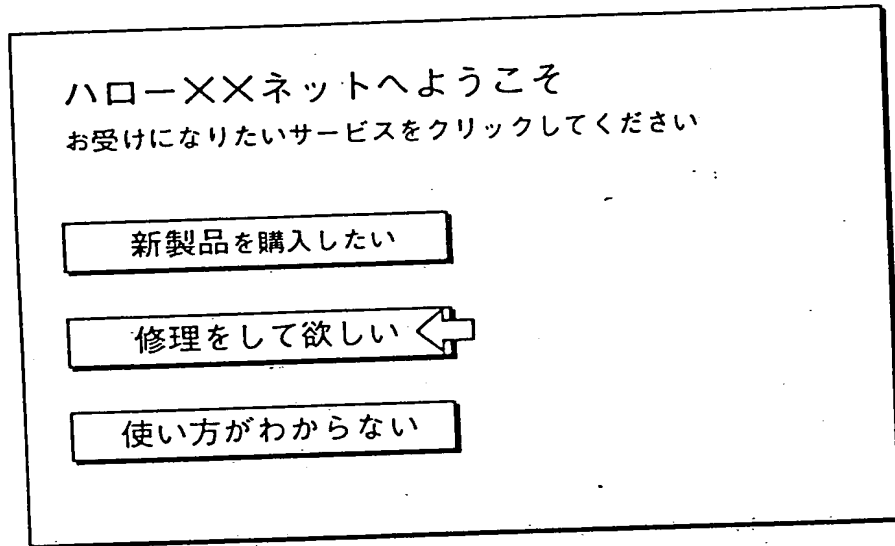 ハロー××ネットへようこそ
お受けになりたいサービスをクリックしてください
新製品を購入したい
修理をして欲しい
使い方がわからない